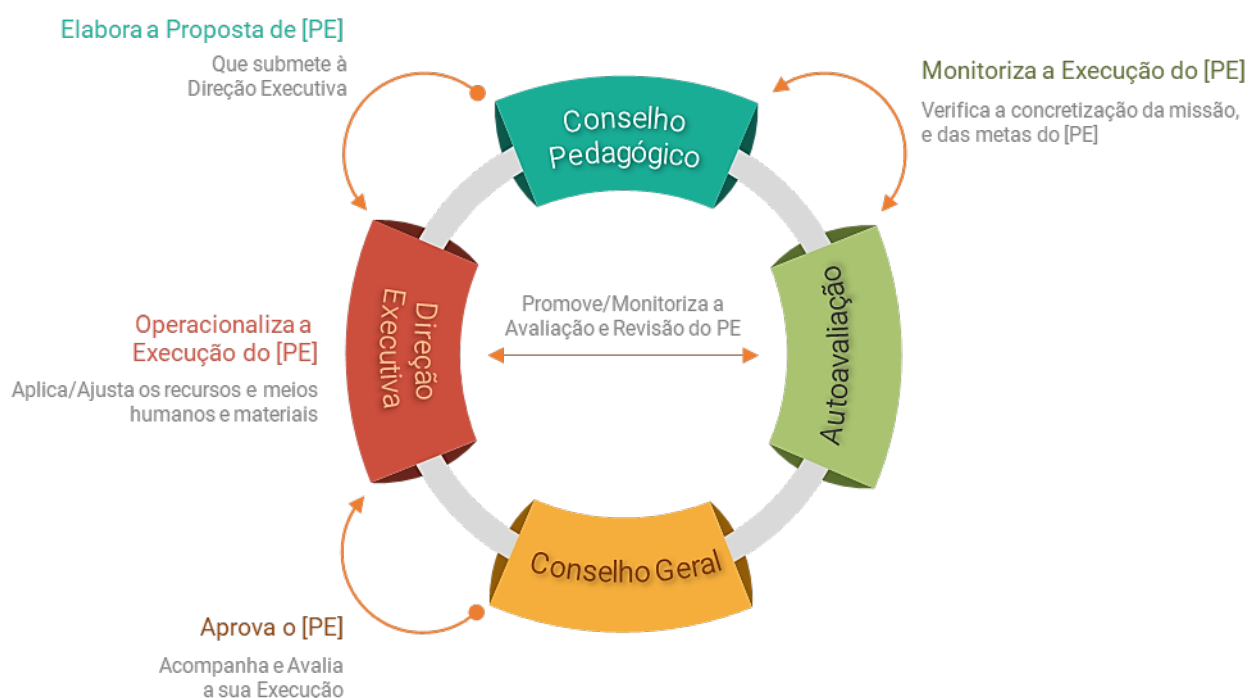 Elabora a Proposta de [PE]
Que submete à
Direção Executiva
Monitoriza a Execução do [PE]
Verifica a concretização da missão,
e das metas do [PE]
Conselho
Pedagógico
Promove/Monitoriza a
Avaliação e Revisão do PE
Operacionaliza a
Execução do [PE]
Aplica/Ajusta os recursos e meios
humanos e materiais
Direção
Executiva
Autoavaliação
Conselho Geral
Aprova o [PE]
Acompanha e Avalia
a sua Execução